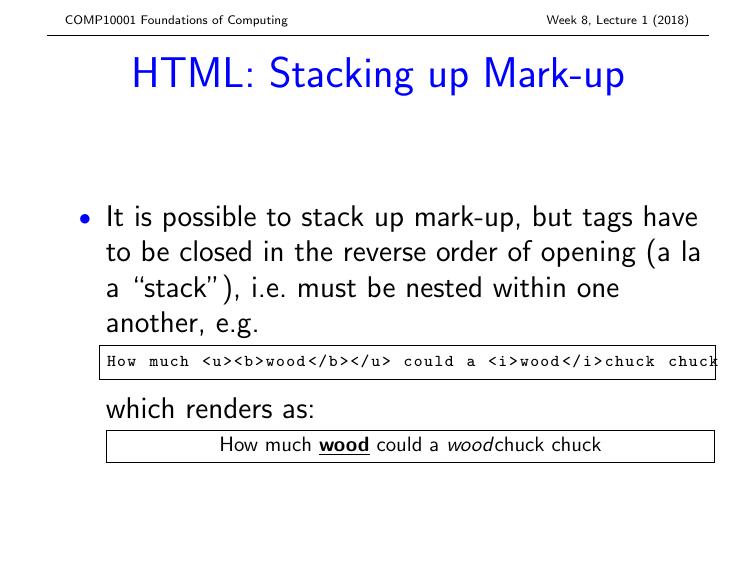 COMP10001 Foundations of Computing Week 8, Lecture 1 (2018)
HTML: Stacking up Mark-up
• It is possible to stack up mark-up, but tags have
to be closed in the reverse order of opening (a la
a “stack”), i.e. must be nested within one
another, e.g.
How much <u><b>wood</b></u> could a <i>wood</i>chuck chuck
which renders as:
How much wood could a woodchuck chuck